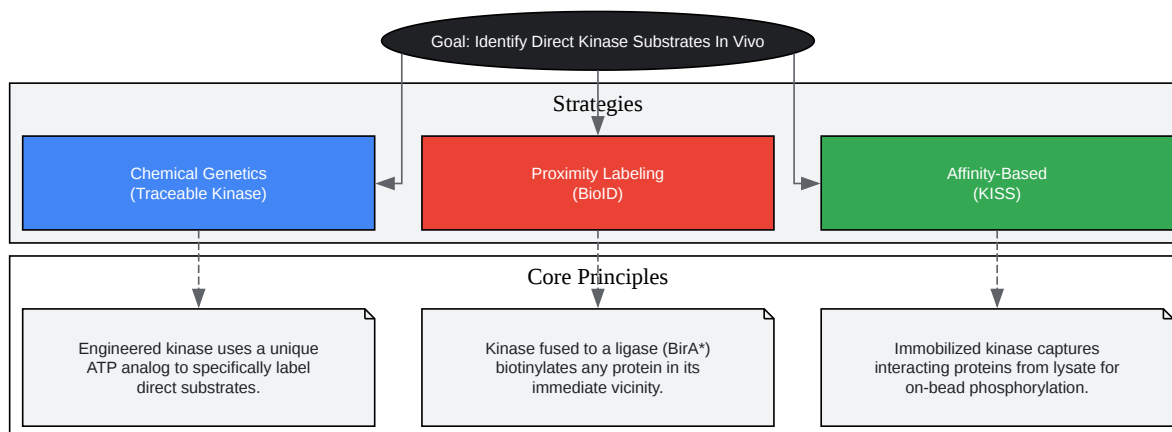 Goal: Identify Direct Kinase Substrates In Vivo
Strategies
Chemical Genetics
(Traceable Kinase)
Proximity Labeling
(BioID)
Affinity-Based
(KISS)
Core Principles
Engineered kinase uses a unique
ATP analog to specifically label
direct substrates.
Kinase fused to a ligase (BirA*)
biotinylates any protein in its
immediate vicinity.
Immobilized kinase captures
interacting proteins from lysate for
on-bead phosphorylation.